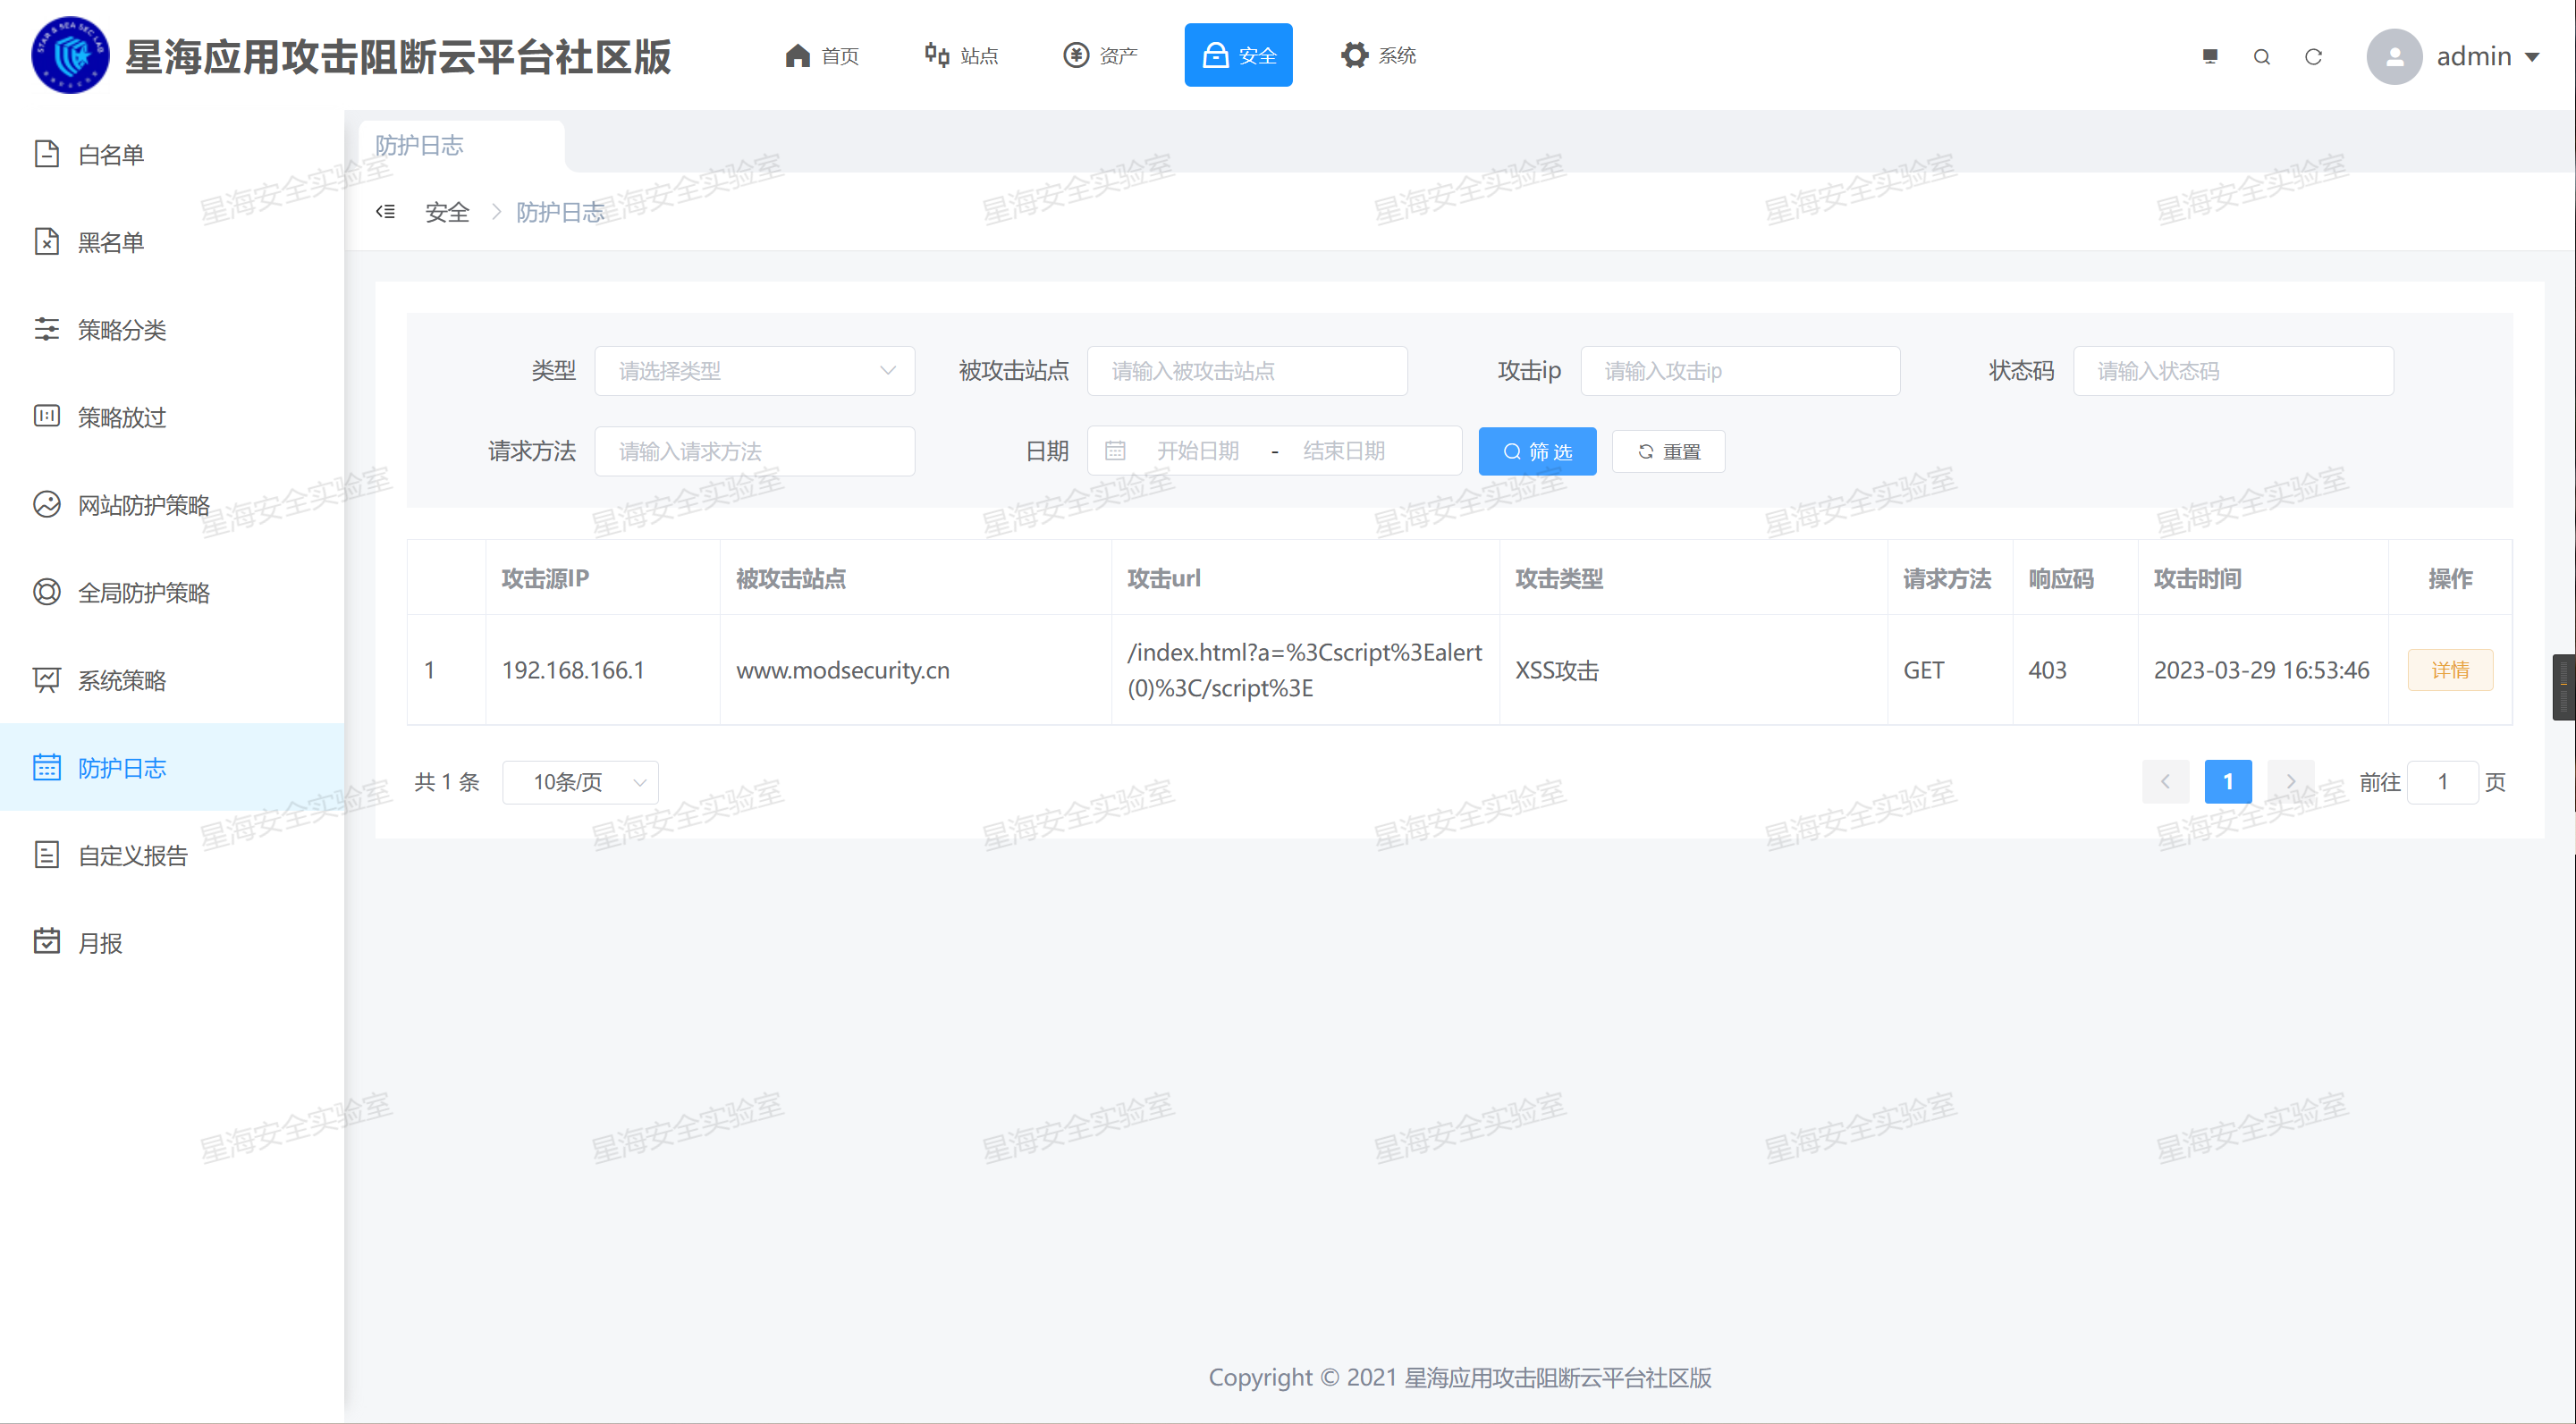 星海应用攻击阻断云平台社区版
首页
站点
资产
安全
系统
admin
白名单
黑名单
策略分类
策略放过
网站防护策略
全局防护策略
系统策略
防护日志
自定义报告
月报
防护日志
安全 > 防护日志
类型 请选择类型 被攻击站点 请输入被攻击站点 攻击ip 请输入攻击ip 状态码 请输入状态码
请求方法 请输入请求方法 日期 开始日期 - 结束日期 筛选 重置
攻击源IP 被攻击站点 攻击url 攻击类型 请求方法 响应码 攻击时间 操作
1 192.168.166.1 www.modsecurity.cn /index.html?a=%3Cscript%3Ealert
(0)%3C/script%3E XSS攻击 GET 403 2023-03-29 16:53:46 详情
共 1 条 10条/页 1 前往 1 页
Copyright © 2021 星海应用攻击阻断云平台社区版
星海安全实验室
STAR & SEA SEC LAB